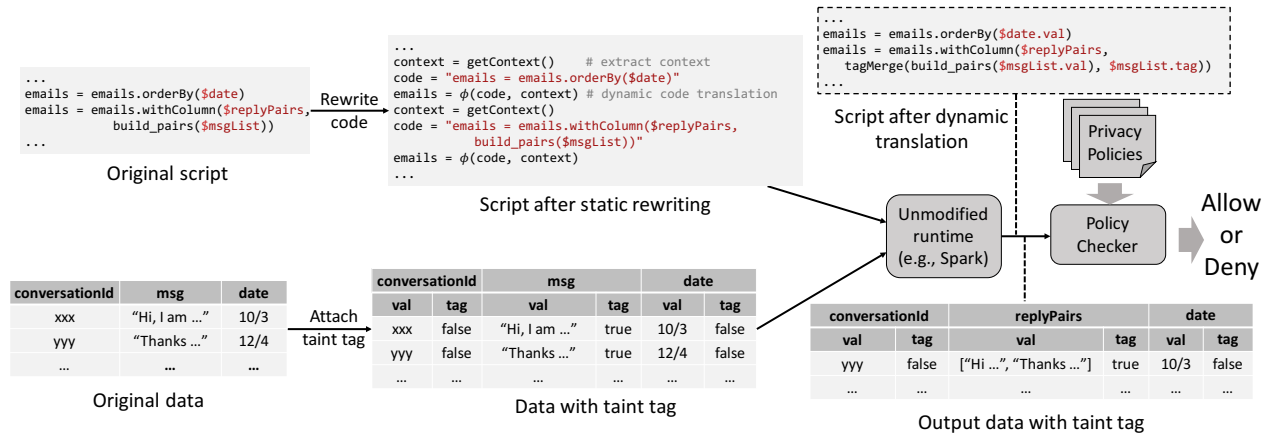 ...
emails = emails.orderBy($date)
emails = emails.withColumn($replyPairs,
build_pairs($msgList))
...
Original script
Rewrite
code
...
context = getContext() # extract context
code = "emails = emails.orderBy($date)"
emails = ϕ(code, context) # dynamic code translation
context = getContext()
code = "emails = emails.withColumn($replyPairs,
build_pairs($msgList))"
emails = ϕ(code, context)
...
Script after static rewriting
...
emails = emails.orderBy($date.val)
emails = emails.withColumn($replyPairs,
tagMerge(build_pairs($msgList.val), $msgList.tag))
...
Script after dynamic
translation
Privacy
Policies
Unmodified
runtime
(e.g., Spark)
Policy
Checker
Allow
or
Deny
conversationId msg date
xxx “Hi, I am …” 10/3
yyy “Thanks …” 12/4
… … …
Original data
Attach
taint tag
conversationId msg date
val tag val tag val tag
xxx false “Hi, I am …” true 10/3 false
yyy false “Thanks …” true 12/4 false
… … … … … …
Data with taint tag
conversationId replyPairs date
val tag val tag val tag
yyy false [“Hi …”, “Thanks …”] true 10/3 false
… … … … … …
Output data with taint tag